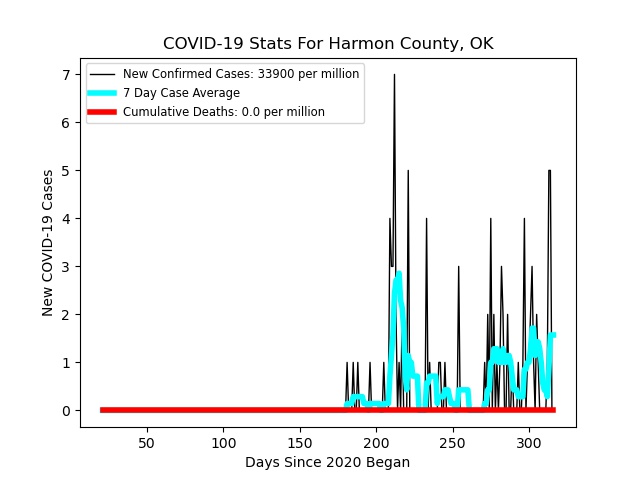 COVID-19 Stats For Harmon County, OK
New Confirmed Cases: 33900 per million
7 Day Case Average
Cumulative Deaths: 0.0 per million
New COVID-19 Cases
7
6
5
4
3
2
1
0
50 100 150 200 250 300
Days Since 2020 Began